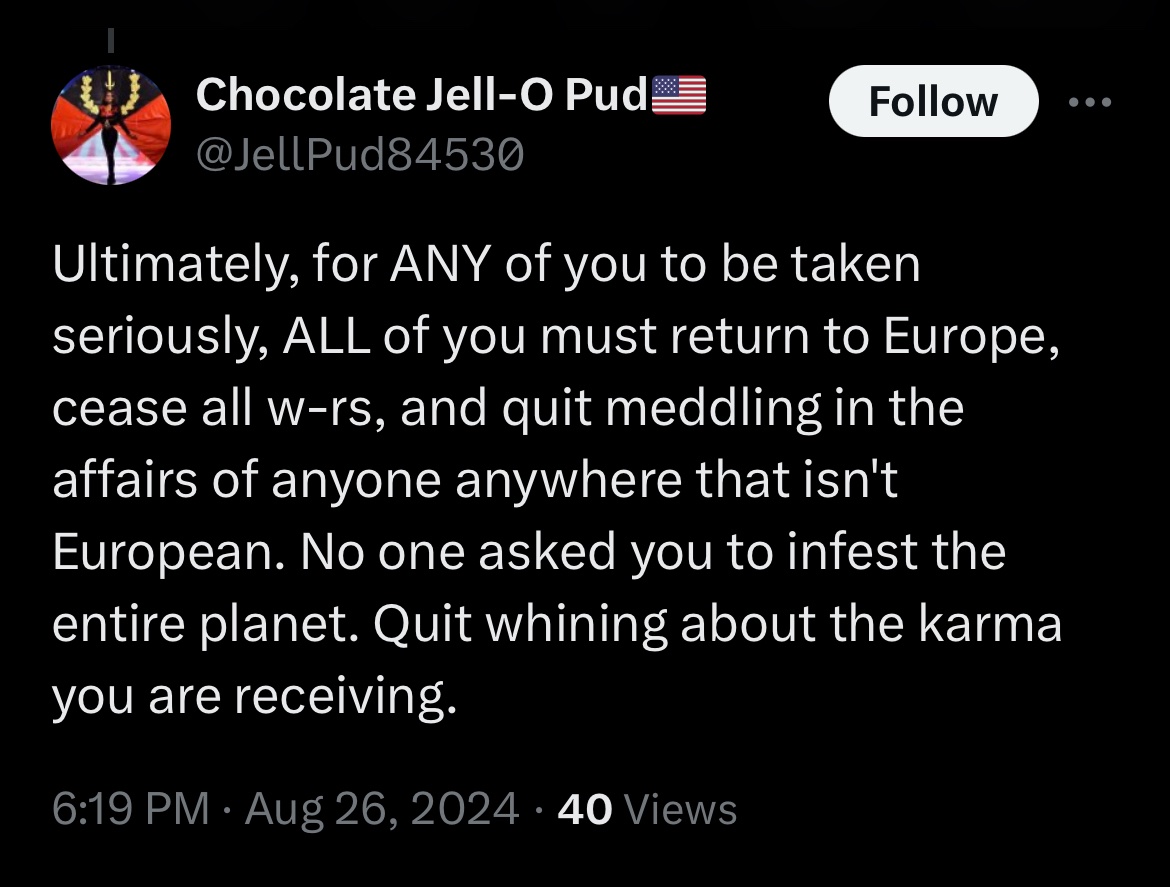 Chocolate Jell-O Pud🇺🇸
Follow
@JellPud84530
Ultimately, for ANY of you to be taken
seriously, ALL of you must return to Europe,
cease all w-rs, and quit meddling in the
affairs of anyone anywhere that isn't
European. No one asked you to infest the
entire planet. Quit whining about the karma
you are receiving.
6:19 PM · Aug 26, 2024 · 40 Views